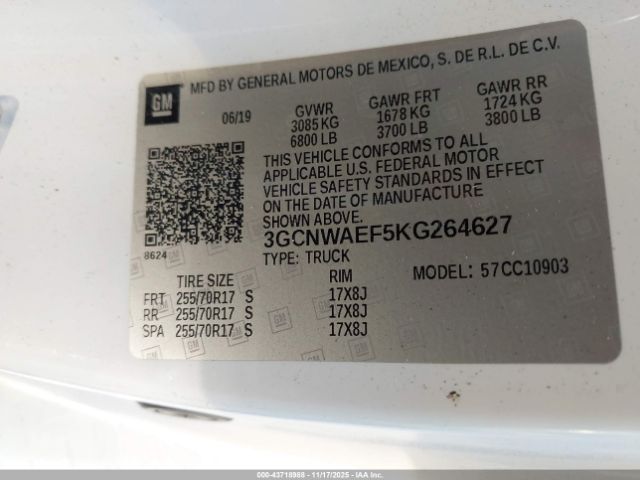 MFD BY GENERAL MOTORS DE MEXICO, S. DE R.L. DE C.V.
GM
06/19 GVWR GAWR FRT GAWR RR
3085 KG 1678 KG 1724 KG
6800 LB 3700 LB 3800 LB
THIS VEHICLE CONFORMS TO ALL
APPLICABLE U.S. FEDERAL MOTOR
VEHICLE SAFETY STANDARDS IN EFFECT
ON THE DATE OF MANUFACTURE
SHOWN ABOVE.
3GCNWAEF5KG264627
8624
TYPE: TRUCK MODEL: 57CC10903
TIRE SIZE RIM
FRT 255/70R17 S 17X8J
RR 255/70R17 S 17X8J
SPA 255/70R17 S 17X8J
000-43718988 - 11/17/2025 - IAAI.COM